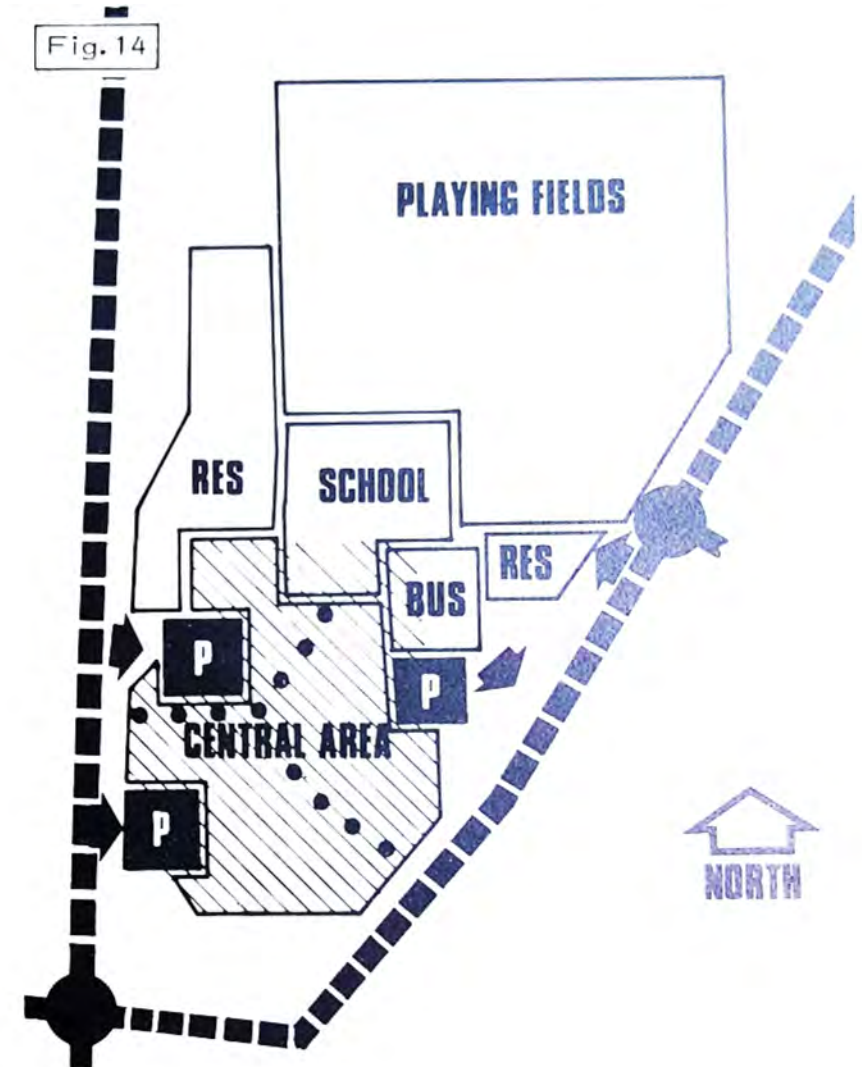 Fig. 14
PLAYING FIELDS
RES
SCHOOL
RES
BUS
P
P
CENTRAL AREA
P
NORTH